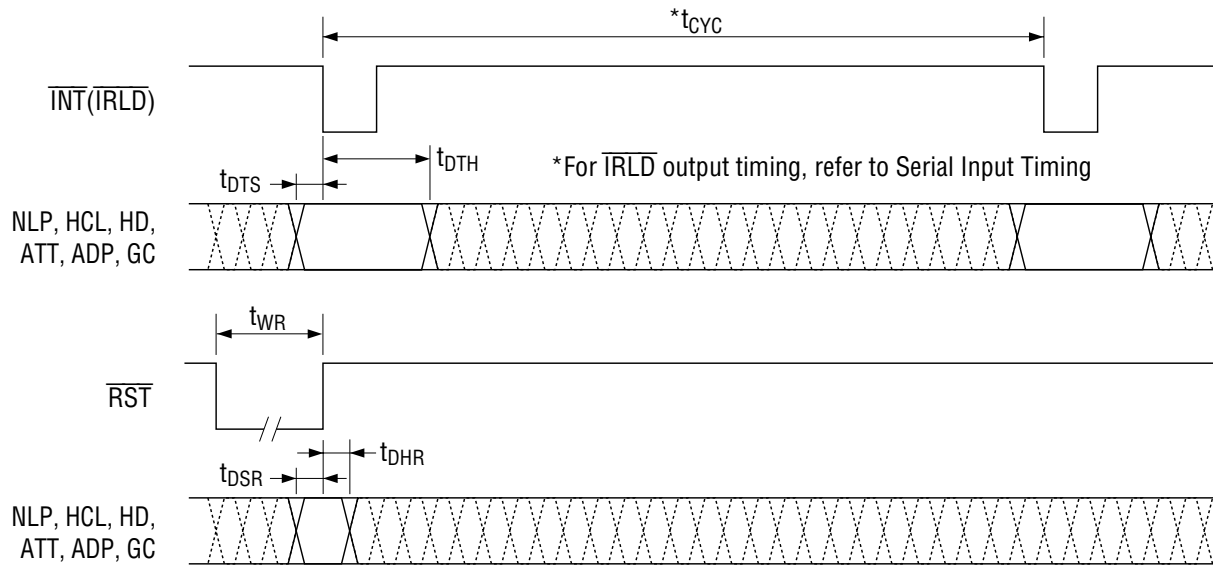 *tCYC
INT(IRLD)
tDTH
*For IRLD output timing, refer to Serial Input Timing
tDTS
NLP, HCL, HD,
ATT, ADP, GC
tWR
RST
tDHR
tDSR
NLP, HCL, HD,
ATT, ADP, GC